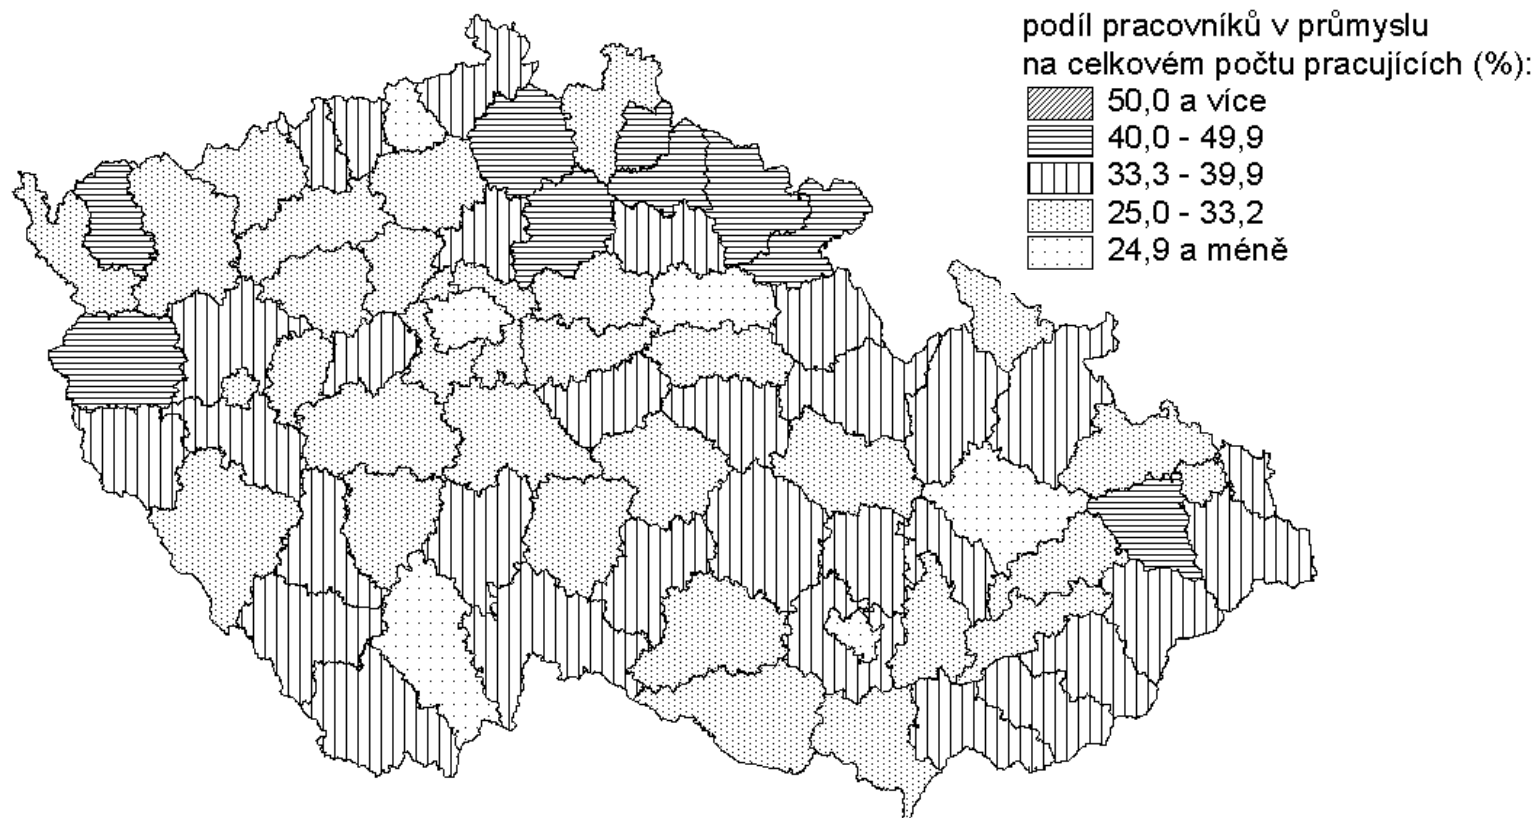 podíl pracovníků v průmyslu
na celkovém počtu pracujících (%):
50,0 a více
40,0 - 49,9
33,3 - 39,9
25,0 - 33,2
24,9 a méně